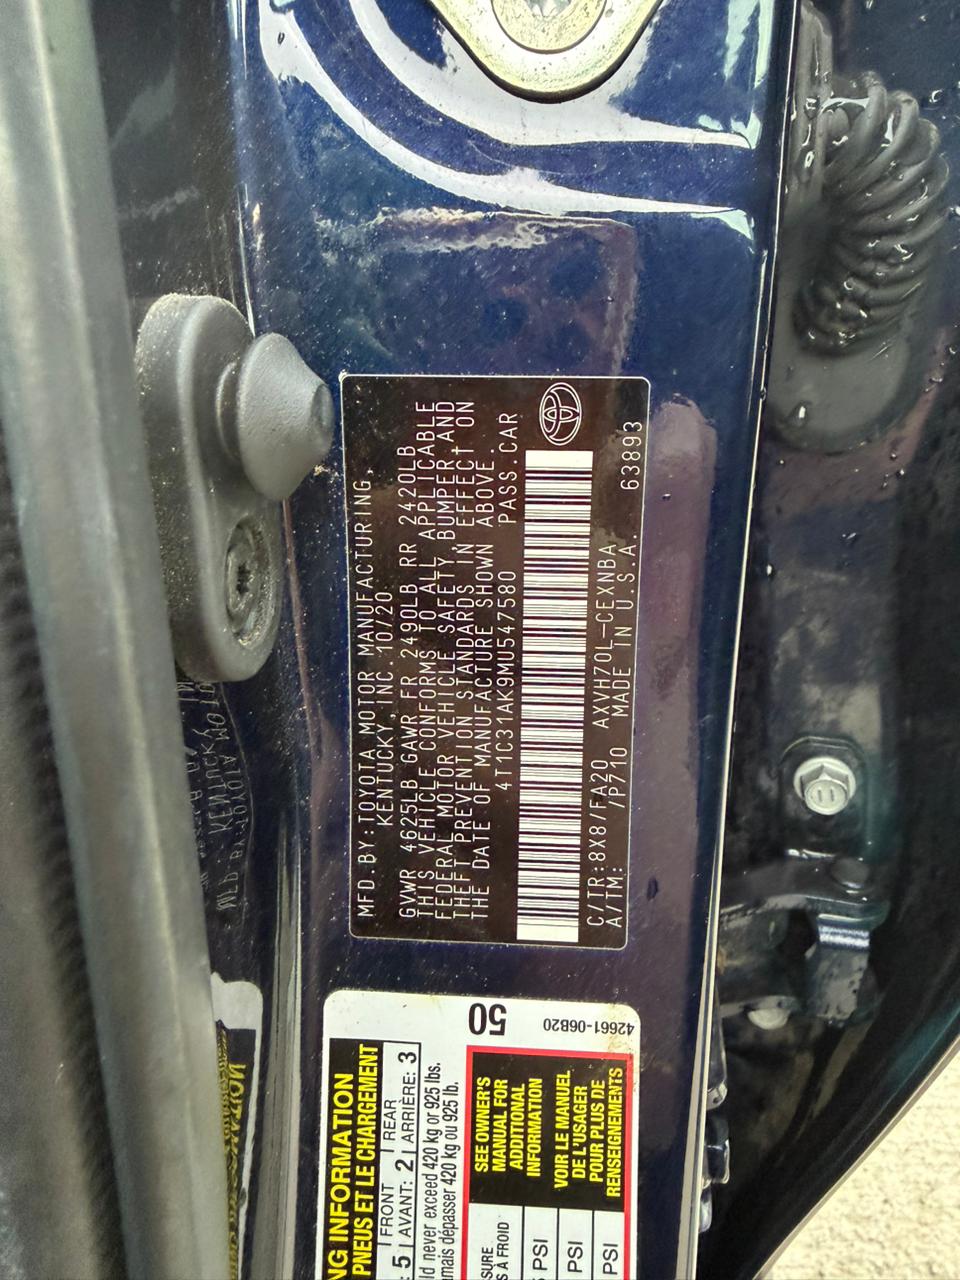 MFD.BY:TOYOTA MOTOR MANUFACTURING,
KENTUCKY, INC. 10/20
GVWR 4625LB GAWR FR 2490LB RR 2420LB
THIS VEHICLE CONFORMS TO ALL APPLICABLE
FEDERAL MOTOR VEHICLE SAFETY, BUMPER, AND
THEFT PREVENTION STANDARDS IN EFFECT ON
THE DATE OF MANUFACTURE SHOWN ABOVE.
4T1C31AK9MU547580 PASS.CAR
C/TR:8X8/FA20 AXVH70L-CEXNBA
A/TM: /P710 MADE IN U.S.A. 63893
INFORMATION
PNEUS ET LE CHARGEMENT
5 FRONT AVANT: 2 REAR ARRIÈRE: 3
never exceed 420 kg or 925 lbs.
dépasser 420 kg ou 925 lb.
50
42661-06B20
SEE OWNER'S
MANUAL FOR
ADDITIONAL
INFORMATION
VOIR LE MANUEL
DE L'USAGER
POUR PLUS DE
RENSEIGNEMENTS
À FROID
PSI
PSI
PSI